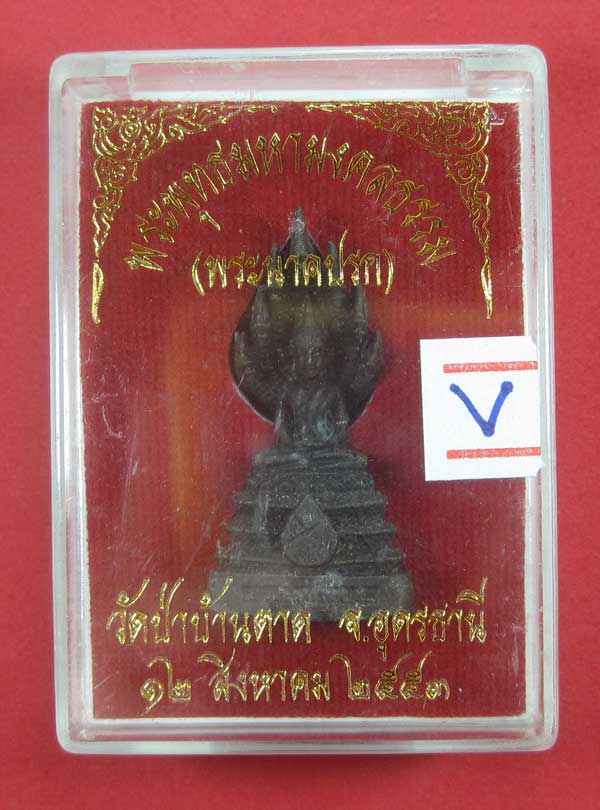 พระพุทธมหามงคลธรรม
(พระนาคปรก)
V
วัดป่าบ้านตาด จ.อุดรธานี
๑๒ สิงหาคม ๒๕๕๓